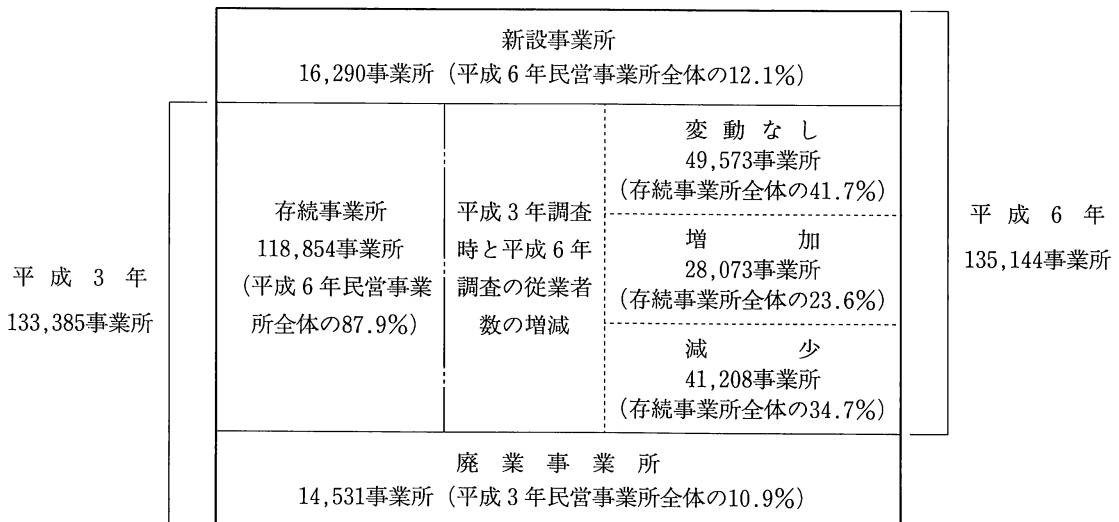 新設事業所
16,290事業所（平成6年民営事業所全体の12.1%）
平成3年
133,385事業所
存続事業所
118,854事業所
（平成6年民営事業
所全体の87.9%）
平成3年調査
時と平成6年
調査の従業者
数の増減
変動なし
49,573事業所
（存続事業所全体の41.7%）
増加
28,073事業所
（存続事業所全体の23.6%）
減少
41,208事業所
（存続事業所全体の34.7%）
平成6年
135,144事業所
廃業事業所
14,531事業所（平成3年民営事業所全体の10.9%）